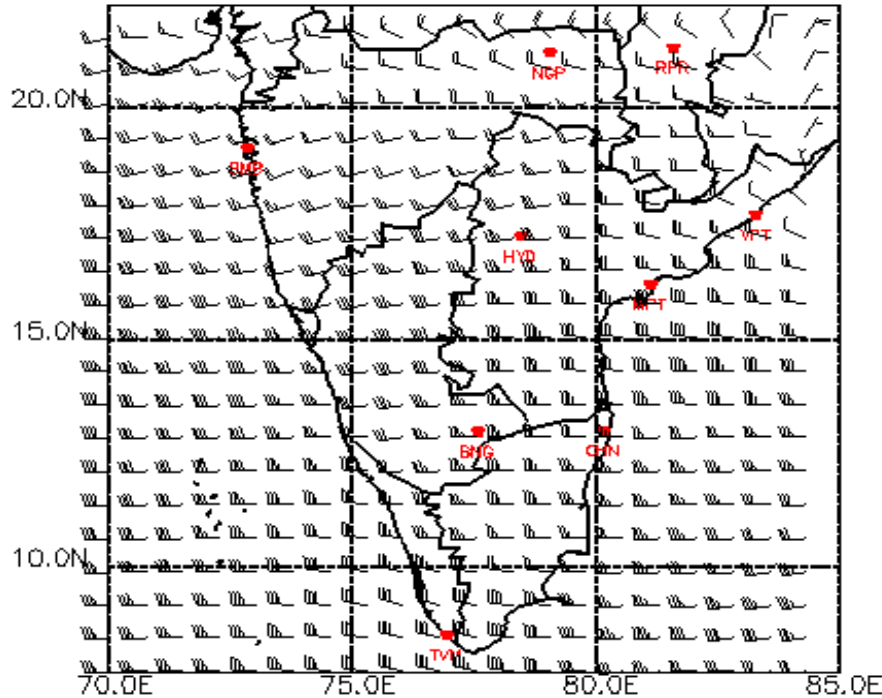 NGP
RPR
20.0N
BMB
VPT
HYD
MPT
15.0N
BNG
CHN
10.0N
TVM
70.0E
75.0E
80.0E
85.0E